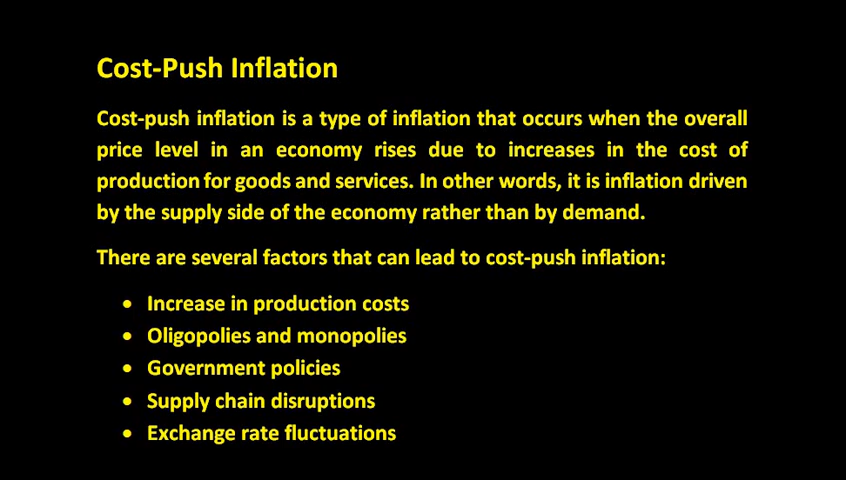 Cost-Push Inflation
Cost-push inflation is a type of inflation that occurs when the overall
price level in an economy rises due to increases in the cost of
production for goods and services. In other words, it is inflation driven
by the supply side of the economy rather than by demand.
There are several factors that can lead to cost-push inflation:
• Increase in production costs
• Oligopolies and monopolies
• Government policies
• Supply chain disruptions
• Exchange rate fluctuations